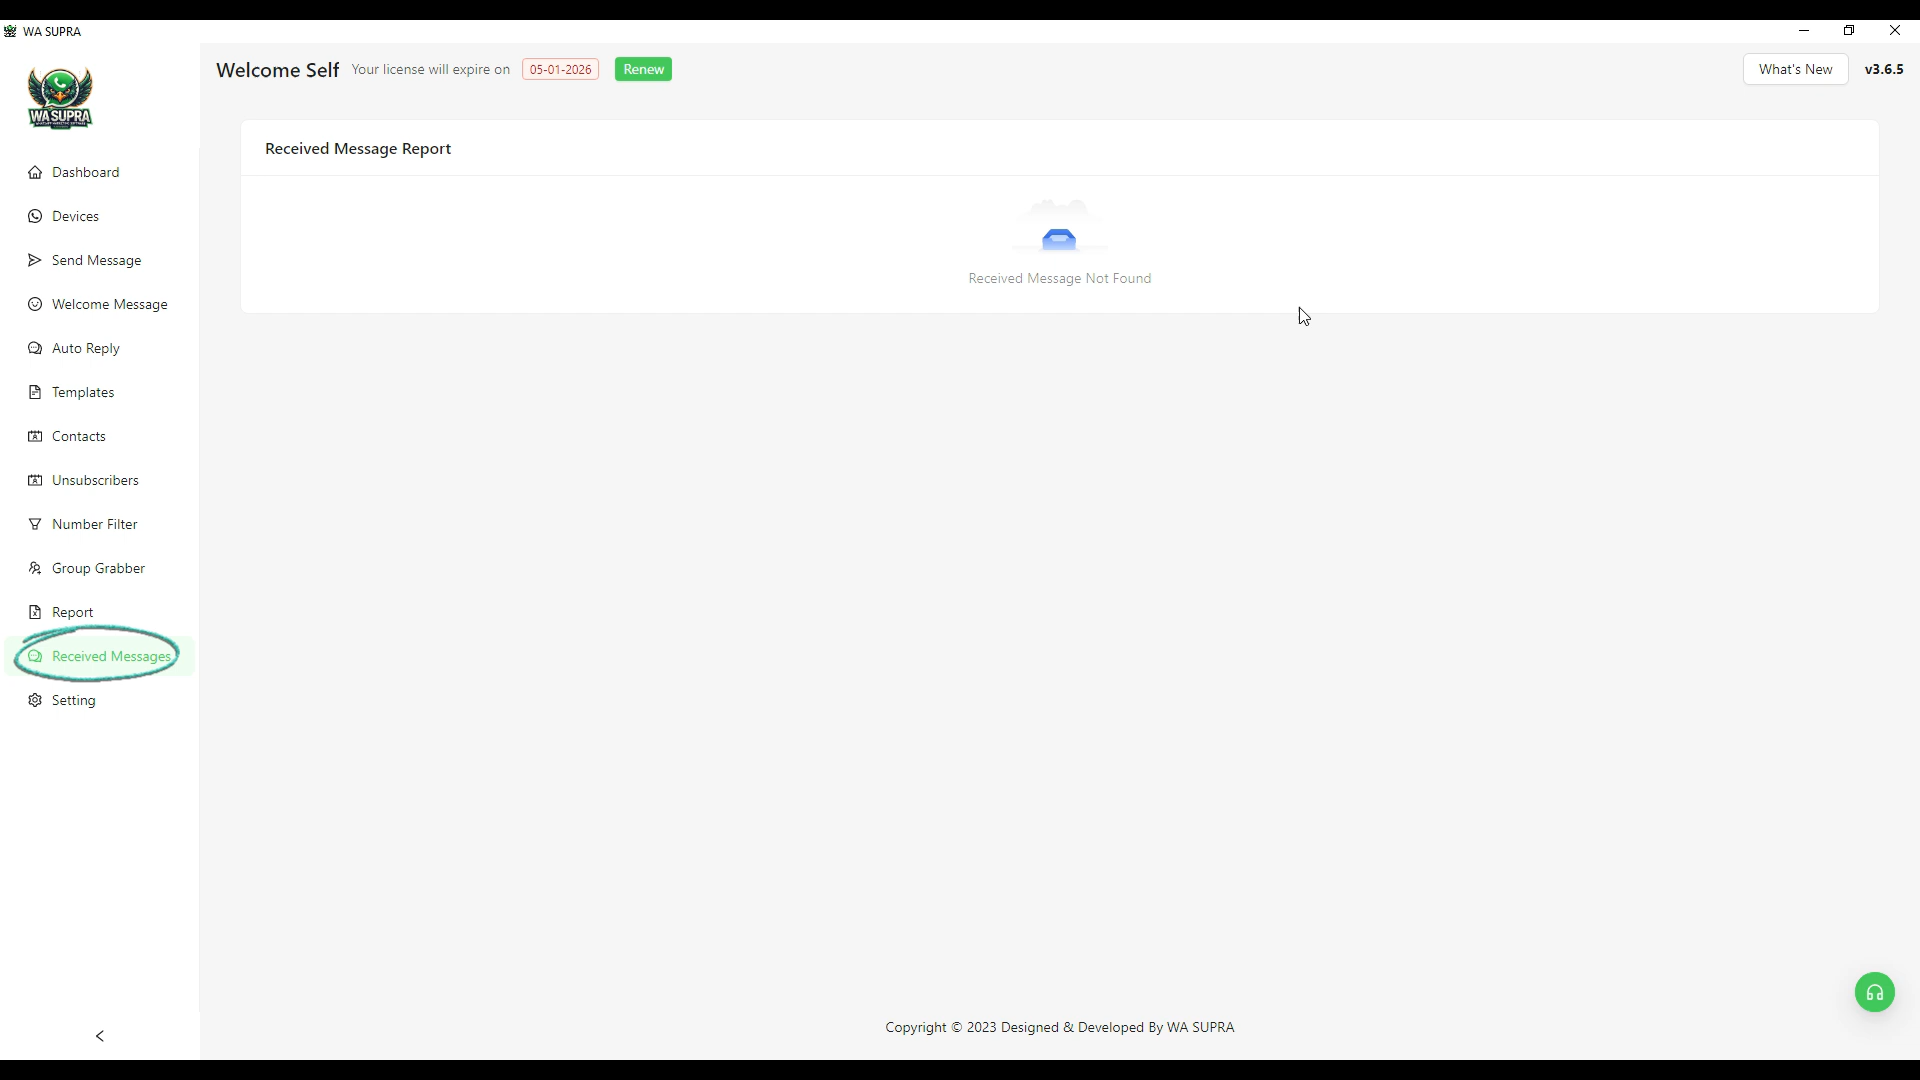 WA SUPRA
Welcome Self Your license will expire on 05-01-2026 Renew
What's New v3.6.5
WA SUPRA
Received Message Report
Received Message Not Found
Dashboard
Devices
Send Message
Welcome Message
Auto Reply
Templates
Contacts
Unsubscribers
Number Filter
Group Grabber
Report
Received Messages
Setting
Copyright © 2023 Designed & Developed By WA SUPRA